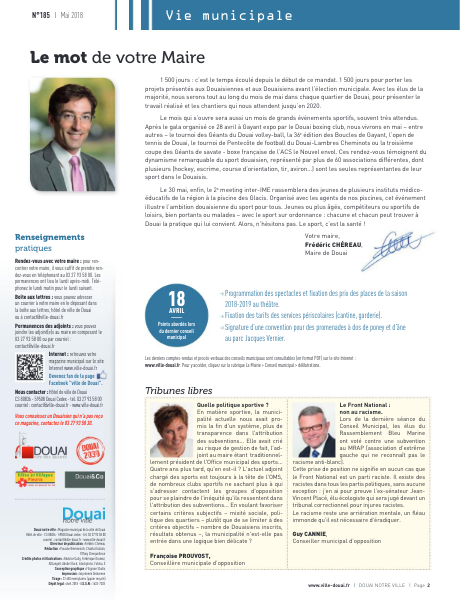 N°185 | Mai 2018
Vie municipale
Le mot de votre Maire
1 500 jours : c'est le temps écoulé depuis le début de ce mandat. 1 500 jours pour porter les
projets présentés aux Douaisiennes et aux Douaisiens avant l'élection municipale. Avec les élus de la
majorité, nous serons tout au long du mois de mai dans chaque quartier de Douai, pour présenter le
travail réalisé et les chantiers qui nous attendent jusqu'en 2020.
Le mois qui s'ouvre sera aussi un mois de grands événements sportifs, souvent très attendus.
Après le gala organisé ce 28 avril à Gayant expo par le Douai boxing club, nous vivrons en mai – entre
autres – le tournoi des Géants du Douai volley-ball, la 36e édition des Boucles de Gayant, l'open de
tennis de Douai, le tournoi de Pentecôte de football du Douai-Lambres Cheminots ou la troisième
coupe des Géants de savate - boxe française de l'ACS le Nouvel envol. Ces rendez-vous témoignent du
dynamisme remarquable du sport douaisien, représenté par plus de 60 associations différentes, dont
plusieurs (hockey, escrime, course d'orientation, tir, aviron...) sont les seules représentantes de leur
sport dans le Douaisis.
Le 30 mai, enfin, le 2e meeting inter-IME rassemblera des jeunes de plusieurs instituts médico-
éducatifs de la région à la piscine des Glacis. Organisé avec les agents de nos piscines, cet événement
illustre l'ambition douaisienne du sport pour tous. Jeunes ou plus âgés, compétiteurs ou sportifs de
loisirs, bien portants ou malades – avec le sport sur ordonnance : chacune et chacun peut trouver à
Douai la pratique qui lui convient. Alors, n'hésitons pas. Le sport, c'est la santé !
Votre maire,
Frédéric CHÉREAU,
Maire de Douai
Renseignements
pratiques
Rendez-vous avec votre maire : pour ren-
contrer votre maire, il vous suffit de prendre ren-
dez-vous en téléphonant au 03 27 93 58 00. Les
permanences ont lieu le lundi après-midi. Télé-
phonez le lundi matin pour le lundi suivant.
Boîte aux lettres : vous pouvez adresser
un courrier à votre maire en le déposant dans
la boîte aux lettres, hôtel de ville de Douai
ou à contact@ville-douai.fr
Permanences des adjoints : vous pouvez
joindre les adjoint(e)s au maire en composant le
03 27 93 58 00 ou par courriel :
contact@ville-douai.fr
Internet : retrouvez votre
magazine municipal sur le site
Internet www.ville-douai.fr
Devenez fan de la page
Facebook "ville de Douai".
Nous contacter : Hôtel de ville de Douai
CS 80836 - 59508 Douai Cedex - Tél. 03 27 93 58 00
courriel : contact@ville-douai.fr - www.ville-douai.fr
Vous connaissez un Douaisien qui n'a pas reçu
ce magazine, contactez le 03 27 93 58 30.
DOUAI
Douai&Co
Douai
notre ville
18
AVRIL
Points abordés lors
du dernier conseil
municipal
Programmation des spectacles et fixation des prix des places de la saison
2018-2019 au théâtre.
Fixation des tarifs des services périscolaires (cantine, garderie).
Signature d'une convention pour des promenades à dos de poney et d'âne
au parc Jacques Vernier.
Les derniers comptes-rendus et procès-verbaux des conseils municipaux sont consultables (en format PDF) sur le site Internet :
www.ville-douai.fr. Pour y accéder, cliquez sur la rubrique la Mairie > Conseil municipal > délibérations.
Tribunes libres
Quelle politique sportive ?
En matière sportive, la munici-
palité actuelle nous avait pro-
mis la fin d'un système, plus de
transparence dans l'attribution
des subventions... Elle avait créé
au risque de gestion de fait, l'ad-
joint au maire étant traditionnel-
lement président de l'Office municipal des sports...
Quatre ans plus tard, qu'en est-il ? L'actuel adjoint
chargé des sports est toujours à la tête de l'OMS,
de nombreux clubs sportifs ne sachant plus à qui
s'adresser contactent les groupes d'opposition
pour se plaindre de l'iniquité qu'ils ressentent dans
l'attribution des subventions... En voulant favoriser
certains critères subjectifs – mixité sociale, poli-
tique des quartiers – plutôt que de se limiter à des
critères objectifs – nombre de Douaisiens inscrits,
résultats obtenus –, la municipalité n'est-elle pas
entrée dans une logique bien délicate ?
Françoise PROUVOST,
Conseillère municipale d'opposition
Le Front National :
non au racisme.
Lors de la dernière séance du
Conseil Municipal, les élus du
Rassemblement Bleu Marine
ont voté contre une subvention
au MRAP (association d'extrême
gauche qui ne reconnaît pas le
racisme anti-blanc).
Cette prise de position ne signifie en aucun cas que
le Front National est un parti raciste. Il existe des
racistes dans tous les partis politiques, sans aucune
exception : j'en ai pour preuve l'ex-sénateur Jean-
Vincent Placé, élu écologiste qui sera jugé devant un
tribunal correctionnel pour injures racistes.
Le racisme reste une aliénation mentale, un fléau
immonde qu'il est nécessaire d'éradiquer.
Guy CANNIE,
Conseiller municipal d'opposition
www.ville-douai.fr | DOUAI NOTRE VILLE | Page 2